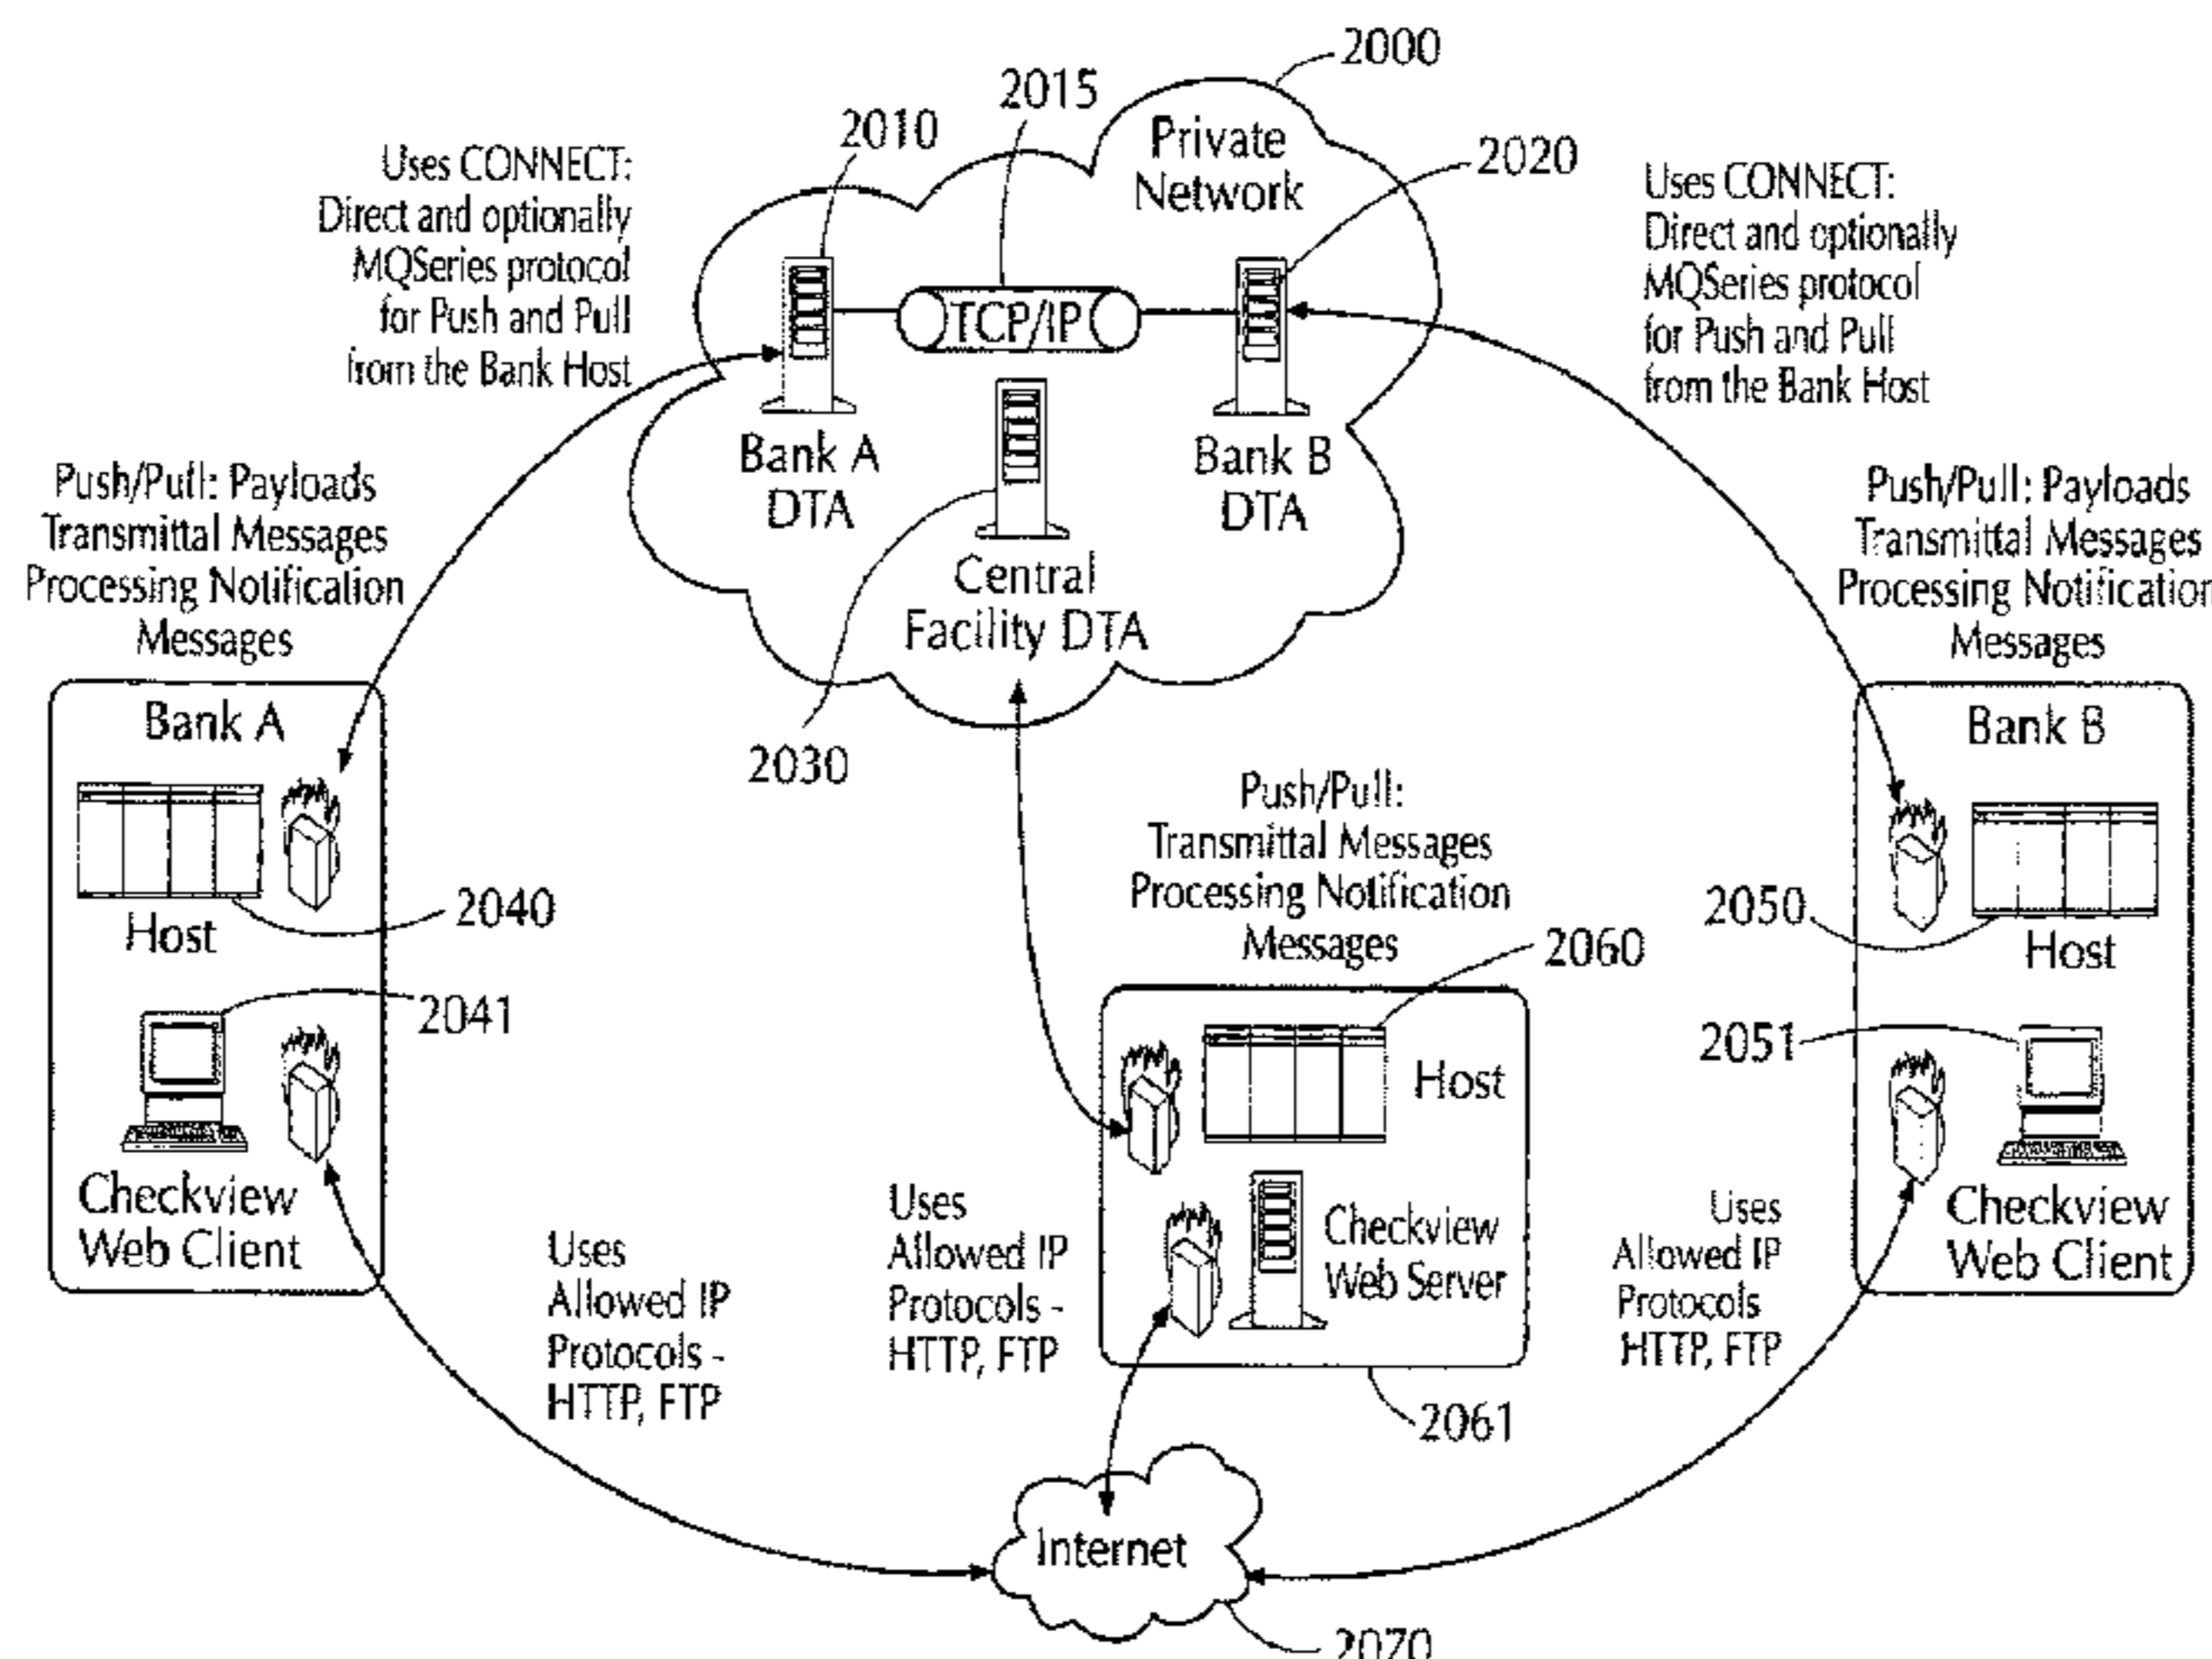 2000
2015
2010
Private
Network
2020
Uses CONNECT:
Direct and optionally
MQSeries protocol
for Push and Pull
from the Bank Host
Uses CONNECT:
Direct and optionally
MQSeries protocol
for Push and Pull
from the Bank Host
TCP/IP
Bank A
DTA
Bank B
DTA
Central
Facility DTA
2030
Push/Pull: Payloads
Transmittal Messages
Processing Notification
Messages
Push/Pull: Payloads
Transmittal Messages
Processing Notification
Messages
Bank A
Host
2040
2041
Checkview
Web Client
Push/Pull:
Transmittal Messages
Processing Notification
Messages
2060
Host
Checkview
Web Server
2061
Bank B
2050
Host
2051
Checkview
Web Client
Uses
Allowed IP
Protocols -
HTTP, FTP
Uses
Allowed IP
Protocols -
HTTP, FTP
Uses
Allowed IP
Protocols
HTTP, FTP
Internet
2070